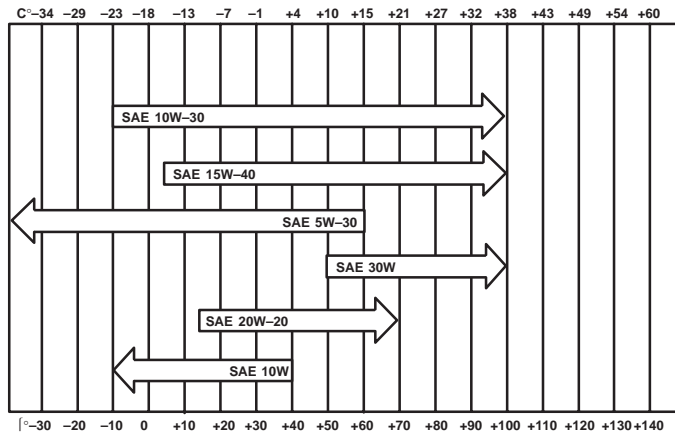 C°–34 –29 –23 –18 –13 –7 –1 +4 +10 +15 +21 +27 +32 +38 +43 +49 +54 +60
SAE 10W–30
SAE 15W–40
SAE 5W–30
SAE 30W
SAE 20W–20
SAE 10W
⌠°–30 –20 –10 0 +10 +20 +30 +40 +50 +60 +70 +80 +90 +100 +110 +120 +130 +140